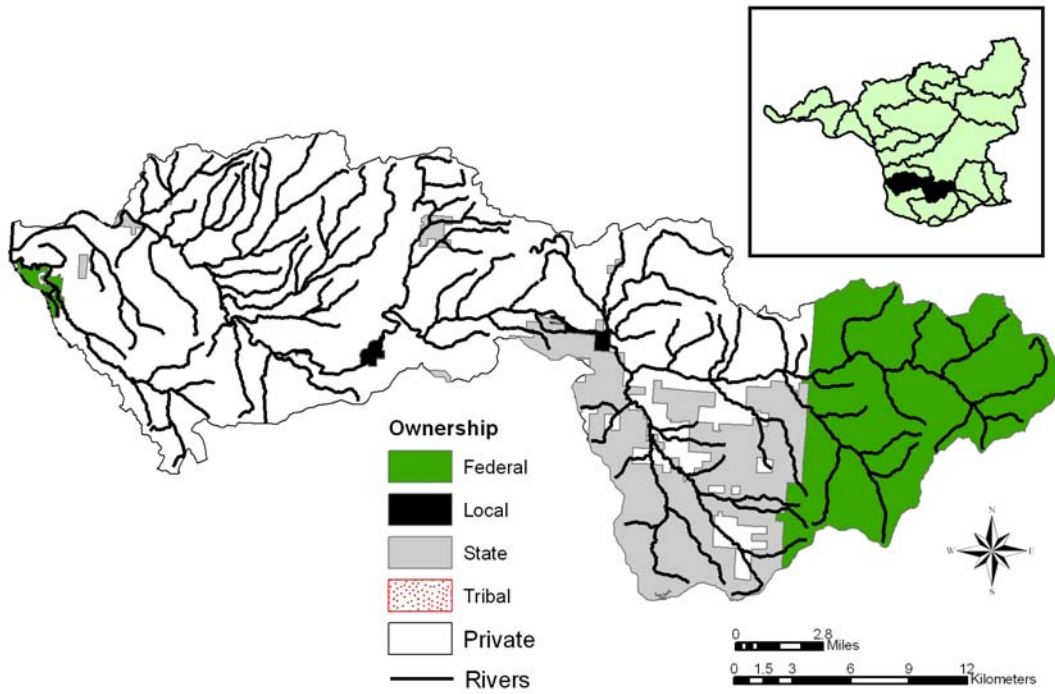 Ownership
Federal
Local
State
Tribal
Private
Rivers
N
W E
S
0 2.8
Miles
0 1.5 3 6 9 12
Kilometers